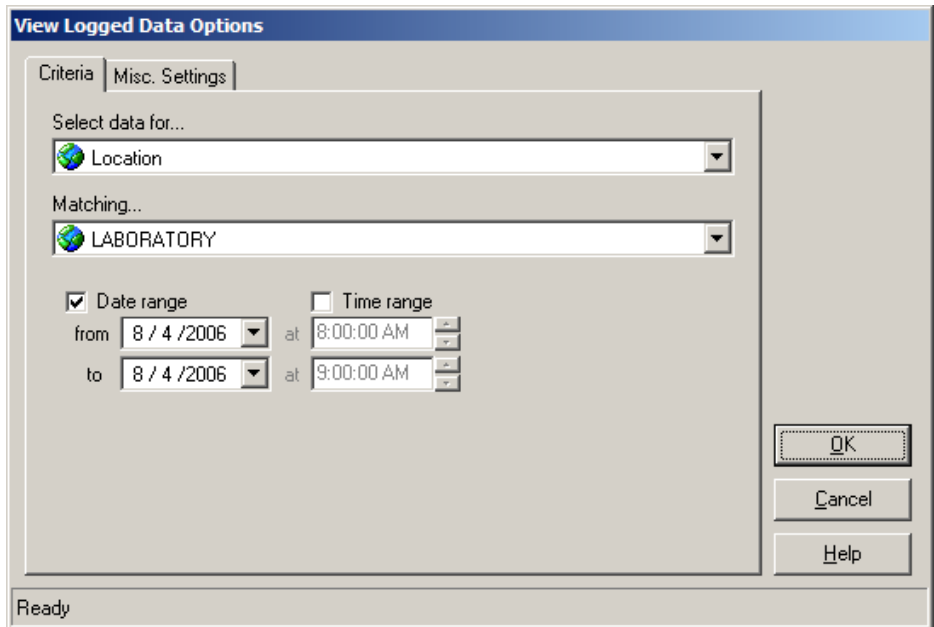 View Logged Data Options
Criteria Misc. Settings
Select data for...
Location
Matching...
LABORATORY
Date range Time range
from 8 / 4 /2006 at 8:00:00 AM
to 8 / 4 /2006 at 9:00:00 AM
OK
Cancel
Help
Ready